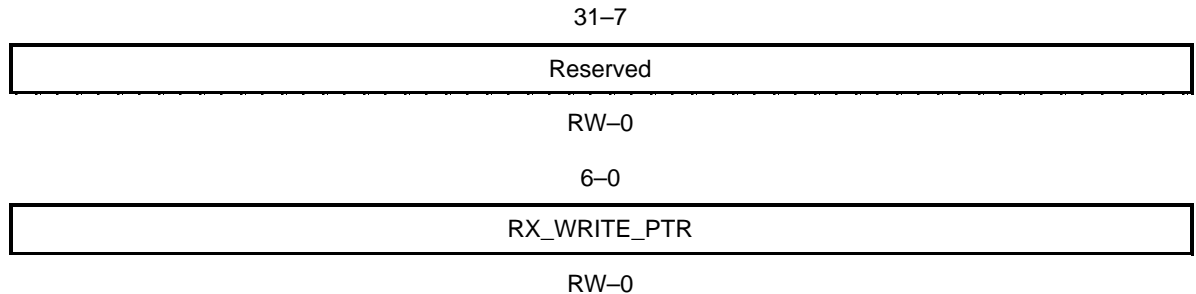 31–7
Reserved
RW–0
6–0
RX_WRITE_PTR
RW–0